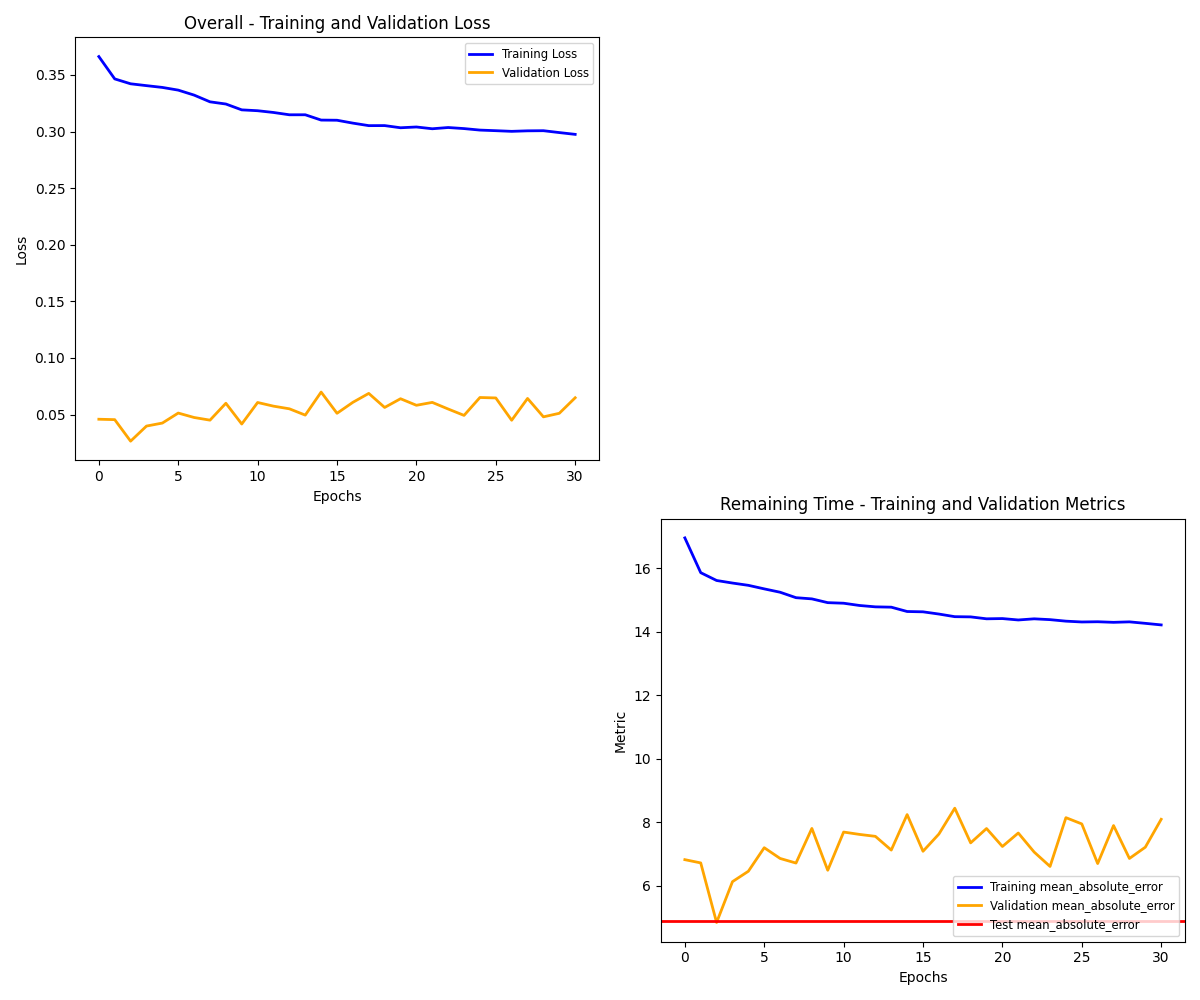 Overall - Training and Validation Loss
Training Loss
Validation Loss
0.35
0.30
0.25
0.20
0.15
0.10
0.05
Loss
0 5 10 15 20 25 30
Epochs
Remaining Time - Training and Validation Metrics
16
14
12
10
8
6
Metric
Training mean_absolute_error
Validation mean_absolute_error
Test mean_absolute_error
0 5 10 15 20 25 30
Epochs